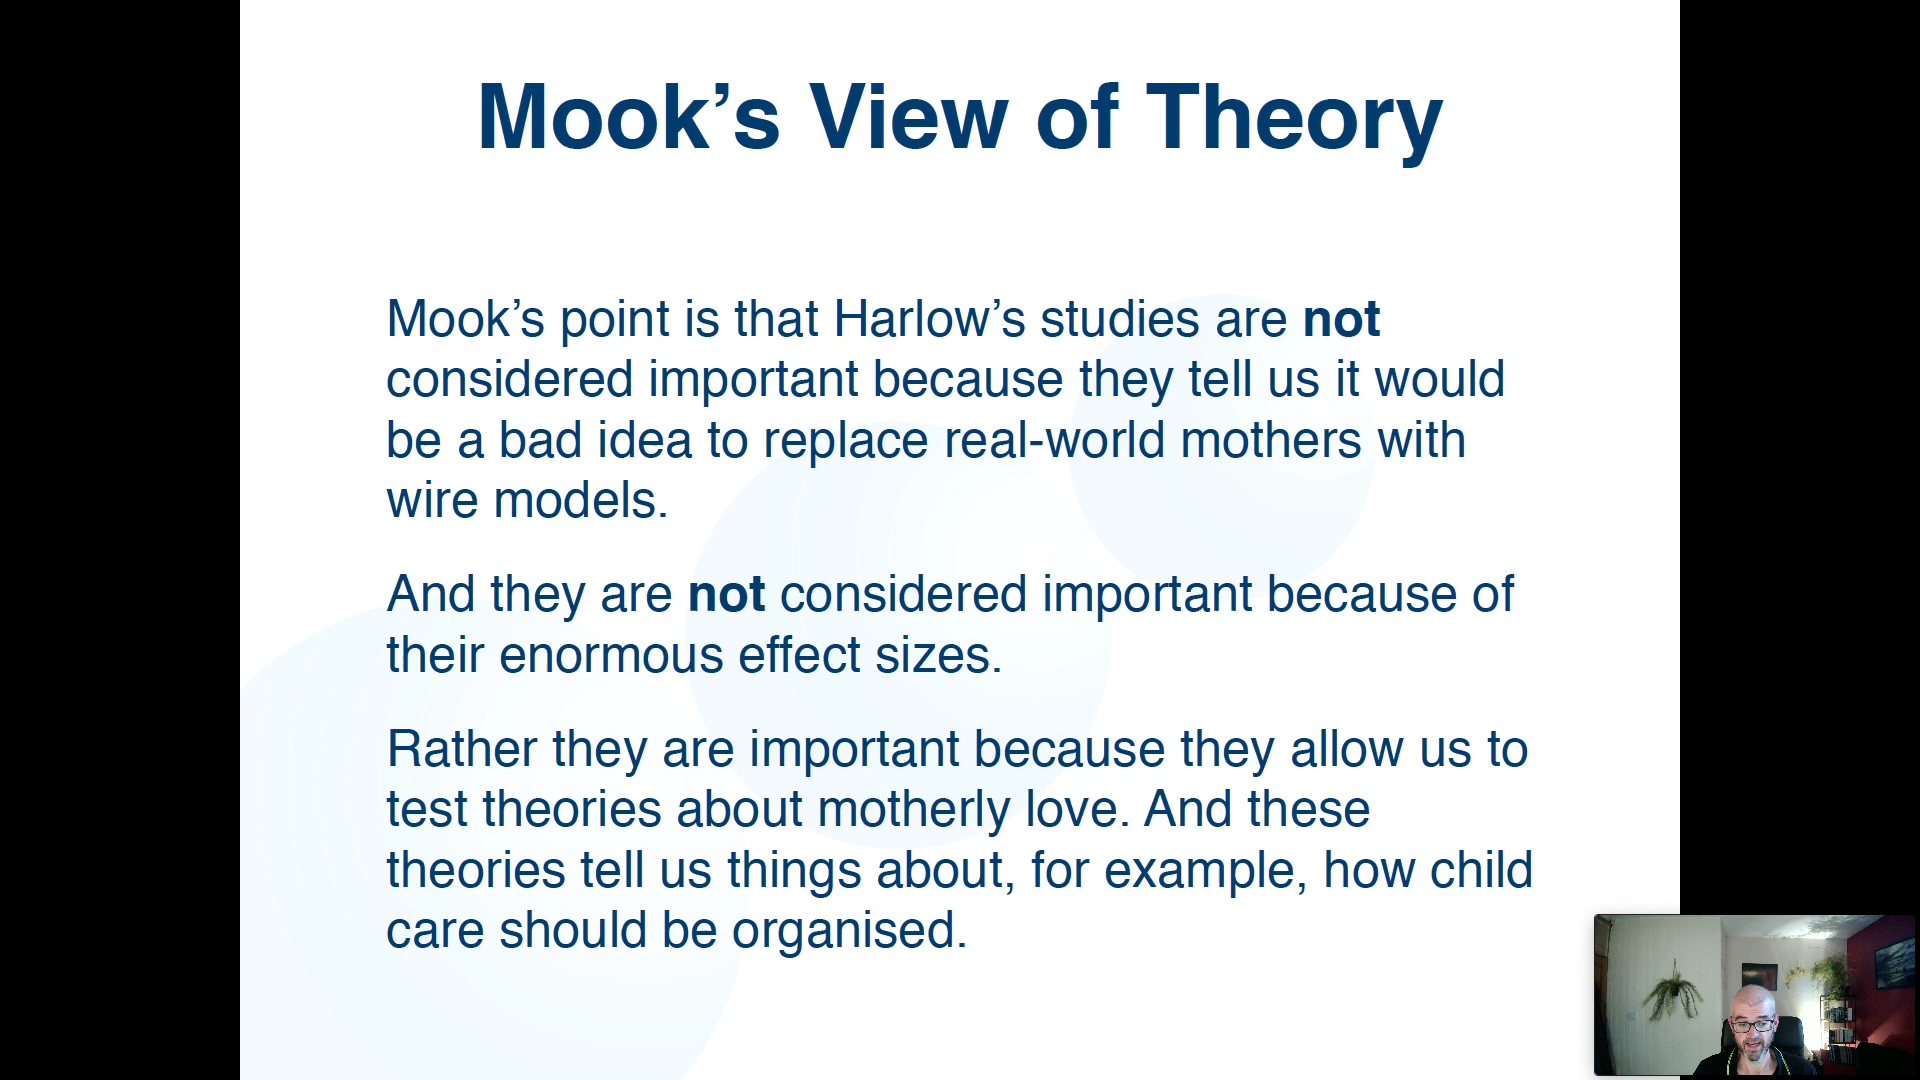 Mook’s View of Theory
Mook’s point is that Harlow’s studies are not
considered important because they tell us it would
be a bad idea to replace real-world mothers with
wire models.
And they are not considered important because of
their enormous effect sizes.
Rather they are important because they allow us to
test theories about motherly love. And these
theories tell us things about, for example, how child
care should be organised.